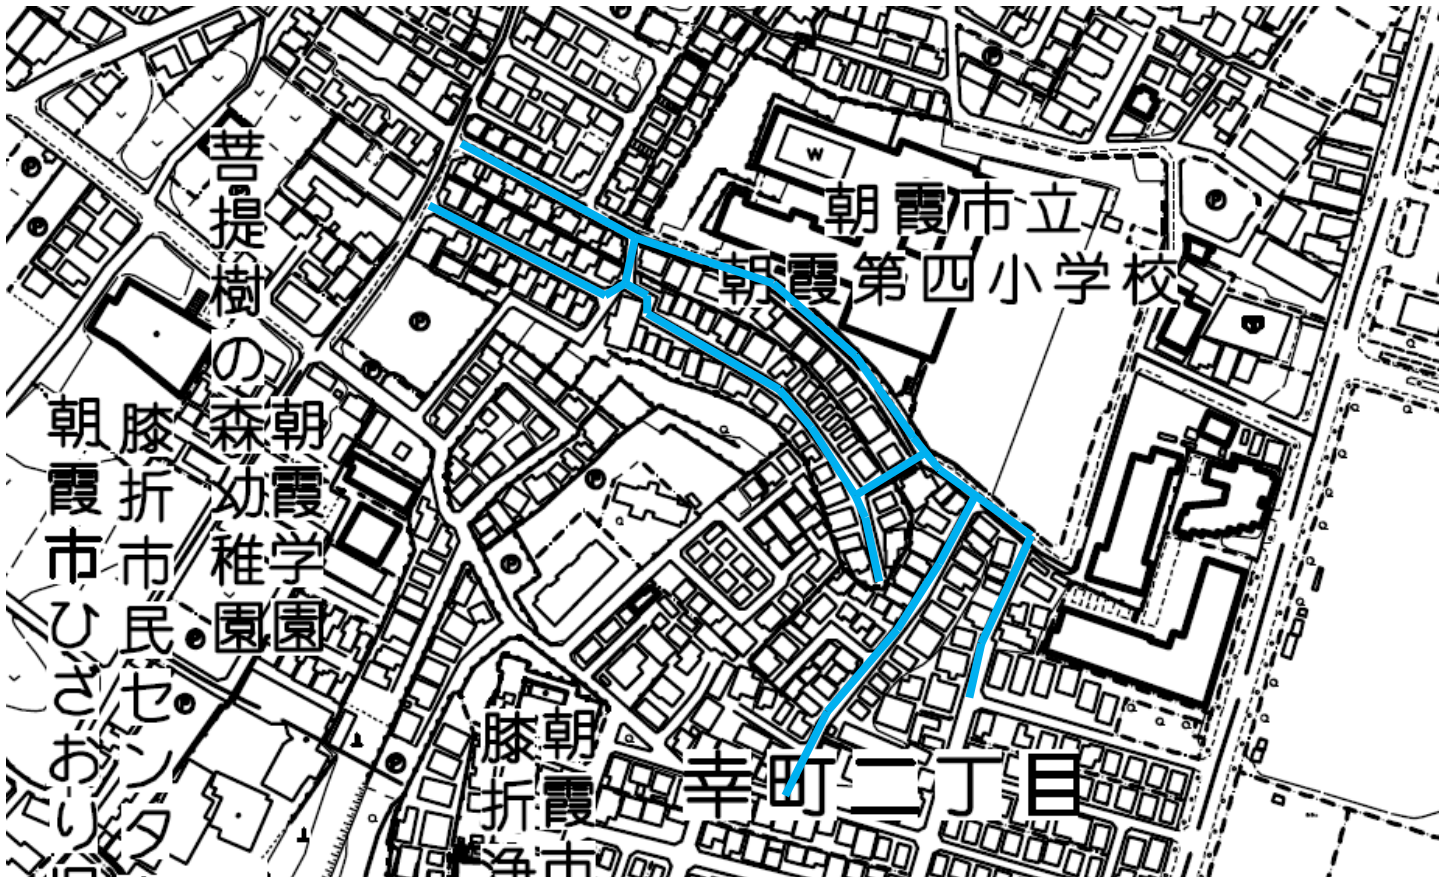 朝霞市立
朝霞第四小学校
菩提樹の森幼稚園
朝霞学園
膝折市民センタ
朝霞市ひざおり
朝霞市
膝折浄
幸町二丁目
W